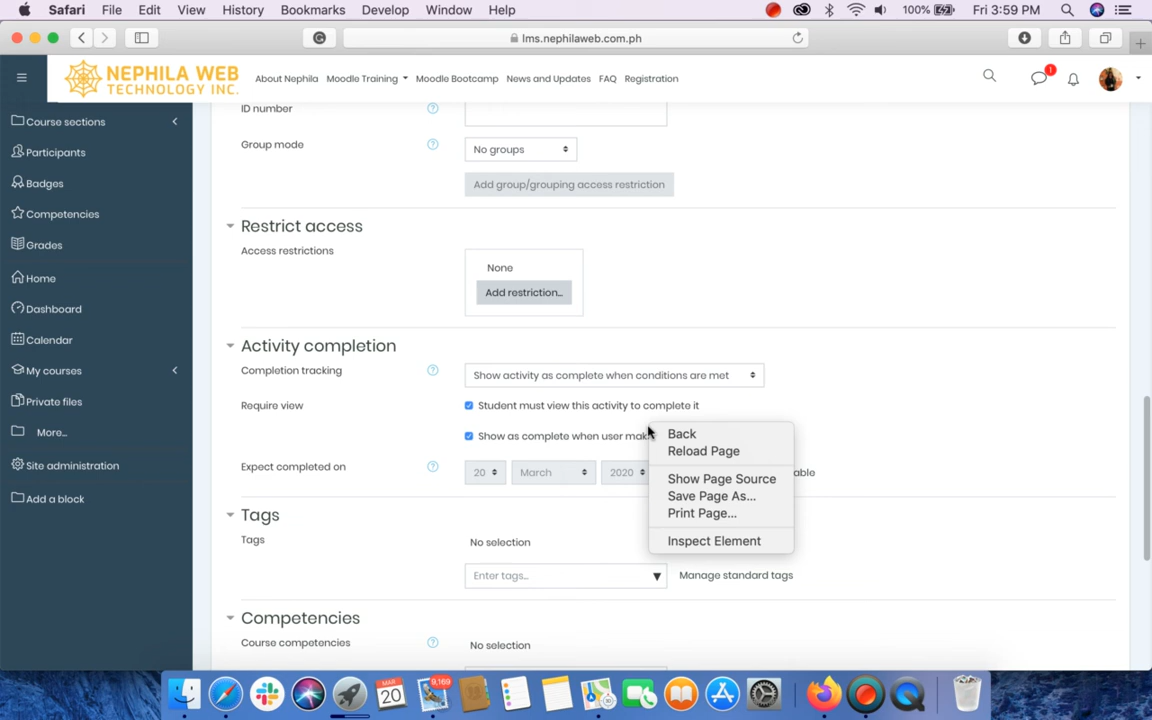 Safari File Edit View History Bookmarks Develop Window Help 100% Fri 3:59 PM
lms.nephilaweb.com.ph
NEPHILA WEB
TECHNOLOGY INC.
About Nephila Moodle Training Moodle Bootcamp News and Updates FAQ Registration
1
Course sections
Participants
Badges
Competencies
Grades
Home
Dashboard
Calendar
My courses
Private files
More...
Site administration
Add a block
ID number
Group mode
No groups
Add group/grouping access restriction
Restrict access
Access restrictions
None
Add restriction...
Activity completion
Completion tracking
Show activity as complete when conditions are met
Require view
Student must view this activity to complete it
Show as complete when user mak
Expect completed on
20 March 2020
able
Back
Reload Page
Show Page Source
Save Page As...
Print Page...
Inspect Element
Tags
Tags
No selection
Enter tags...
Manage standard tags
Competencies
Course competencies
No selection
MAR
20
9,169